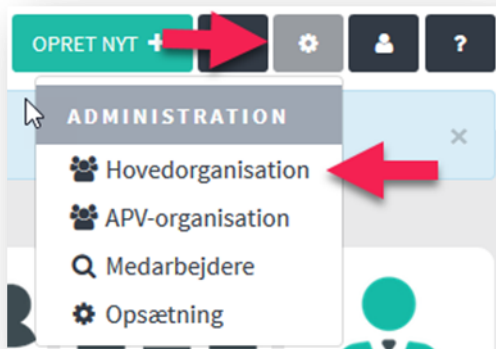 OPRET NYT +
?
ADMINISTRATION
×
Hovedorganisation
APV-organisation
Medarbejdere
Opsætning